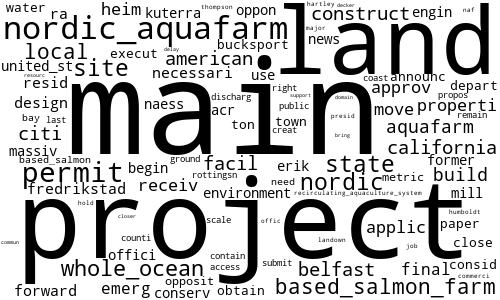 water ra heim kuterra oppon construct engin hartley thompson decker naf
nordic_aquafarm land major news
local execut bucksport delay
united_st site american necessari use coast announc
resourc resid main right support domain approv depart
design naess discharg public propos move properti
bay last acr presid remain
citi ton town creat bring aquafarm
massiv california
based_salmon begin ground facil erik state former
permit rottingsn metric build
fredrikstad receiv environment need nordic recirculating_aquaculture_system mill
hold project closer scale offic applic humboldt paper
commun counti offici landown job close
whole_ocean contain access belfast final consid
opposit submit commerci
forward emerg conserv obtain based_salmon_farm